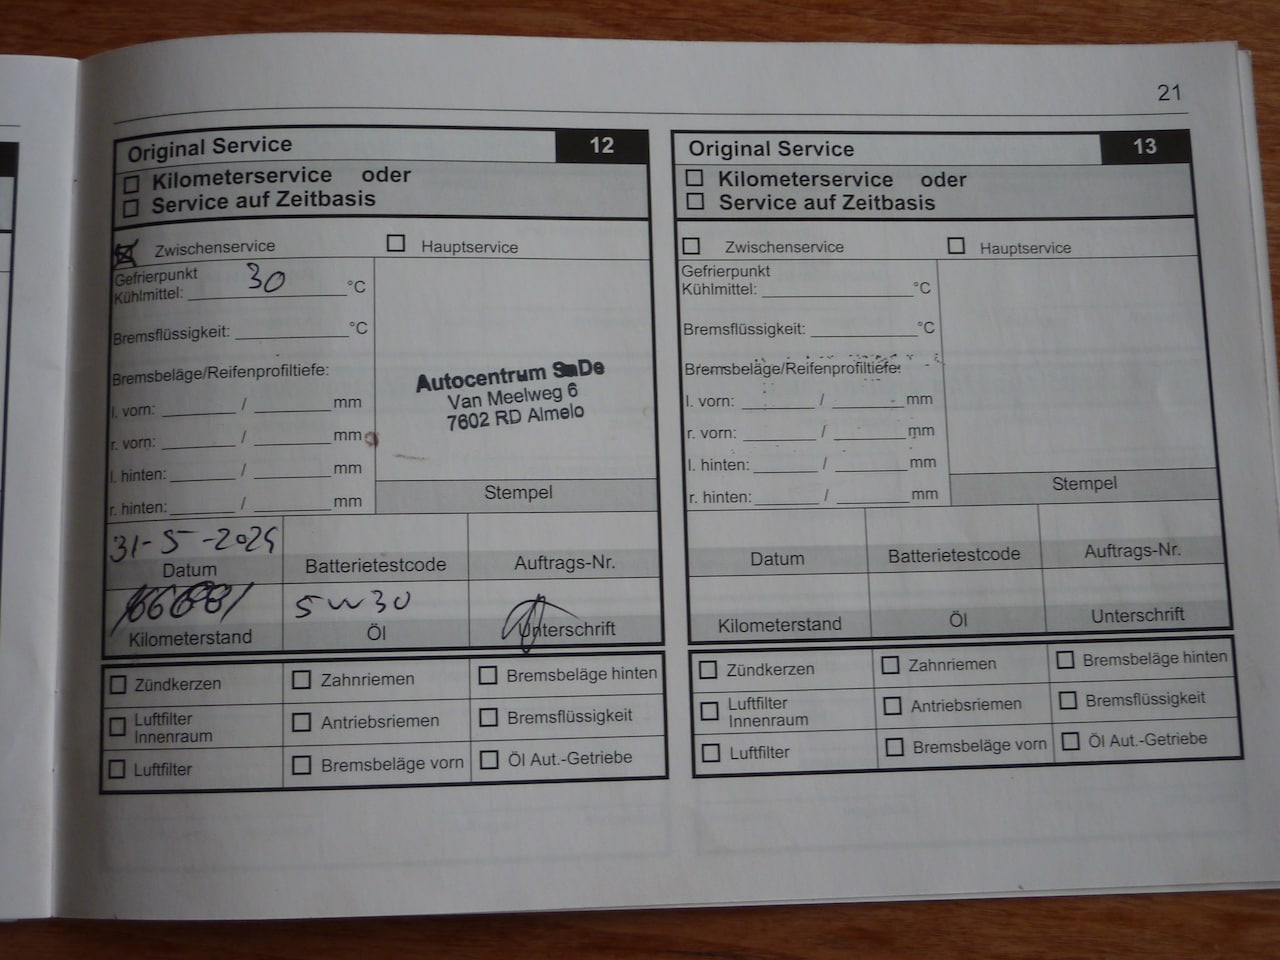 21
Original Service 12
Kilometerservice oder
Service auf Zeitbasis
Zwischenservice Hauptservice
Gefrierpunkt
Kühlmittel: 30 °C
Bremsflüssigkeit: °C
Bremsbeläge/Reifenprofiltiefe:
l. vorn: / mm
r. vorn: / mm
l. hinten: / mm
r. hinten: / mm
Autocentrum
Van Meelweg 6
7602 RD Almelo
Stempel
31-5-2024
Datum Batterietestcode Auftrags-Nr.
5w30
Kilometerstand Öl Unterschrift
Zündkerzen Zahnriemen Bremsbeläge hinten
Luftfilter
Innenraum Antriebsriemen Bremsflüssigkeit
Luftfilter Bremsbeläge vorn Öl Aut.-Getriebe
Original Service 13
Kilometerservice oder
Service auf Zeitbasis
Zwischenservice Hauptservice
Gefrierpunkt
Kühlmittel: °C
Bremsflüssigkeit: °C
Bremsbeläge/Reifenprofiltiefe:
l. vorn: / mm
r. vorn: / mm
l. hinten: / mm
r. hinten: / mm
Stempel
Datum Batterietestcode Auftrags-Nr.
Kilometerstand Öl Unterschrift
Zündkerzen Zahnriemen Bremsbeläge hinten
Luftfilter
Innenraum Antriebsriemen Bremsflüssigkeit
Luftfilter Bremsbeläge vorn Öl Aut.-Getriebe